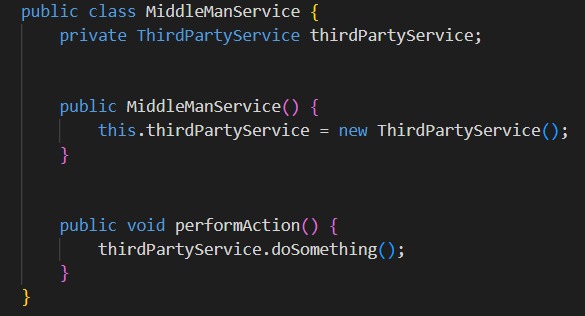 public class MiddleManService {
    private ThirdPartyService thirdPartyService;
    public MiddleManService() {
        this.thirdPartyService = new ThirdPartyService();
    }
    public void performAction() {
        thirdPartyService.doSomething();
    }
}